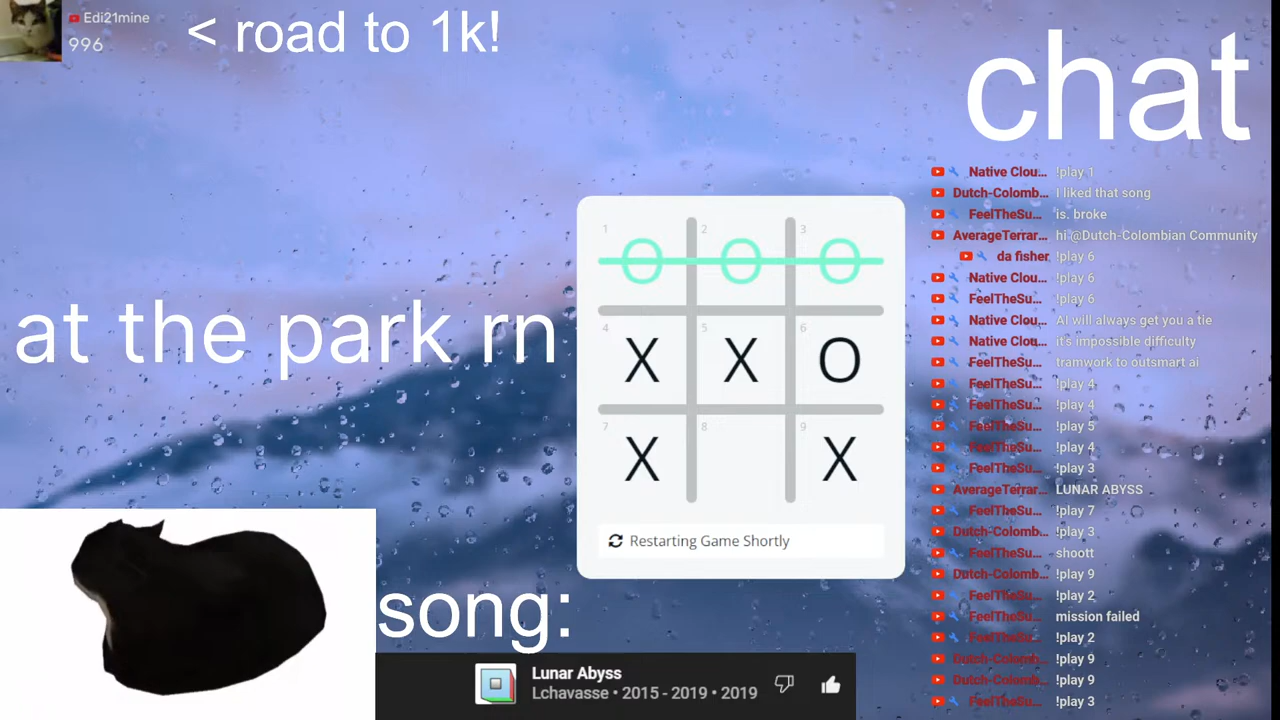 Edi21mine
996
< road to 1k!
chat
Native Clou... !play 1
Dutch-Colomb... I liked that song
FeelTheSu... is. broke
AverageTerrar... hi @Dutch-Colombian Community
da fisher !play 6
Native Clou... !play 6
FeelTheSu... !play 6
Native Clou... AI will always get you a tie
Native Clou... it's impossible difficulty
FeelTheSu... tramwork to outsmart ai
FeelTheSu... !play 4
FeelTheSu... !play 4
FeelTheSu... !play 5
FeelTheSu... !play 4
FeelTheSu... !play 3
AverageTerrar... LUNAR ABYSS
FeelTheSu... !play 7
Dutch-Colomb... !play 3
FeelTheSu... shoott
Dutch-Colomb... !play 9
FeelTheSu... !play 2
FeelTheSu... mission failed
FeelTheSu... !play 2
Dutch-Colomb... !play 9
Dutch-Colomb... !play 9
FeelTheSu... !play 3
1 2 3
O O O
4 5 6
X X O
7 8 9
X X
Restarting Game Shortly
at the park rn
song:
Lunar Abyss
Lchavasse • 2015 - 2019 • 2019